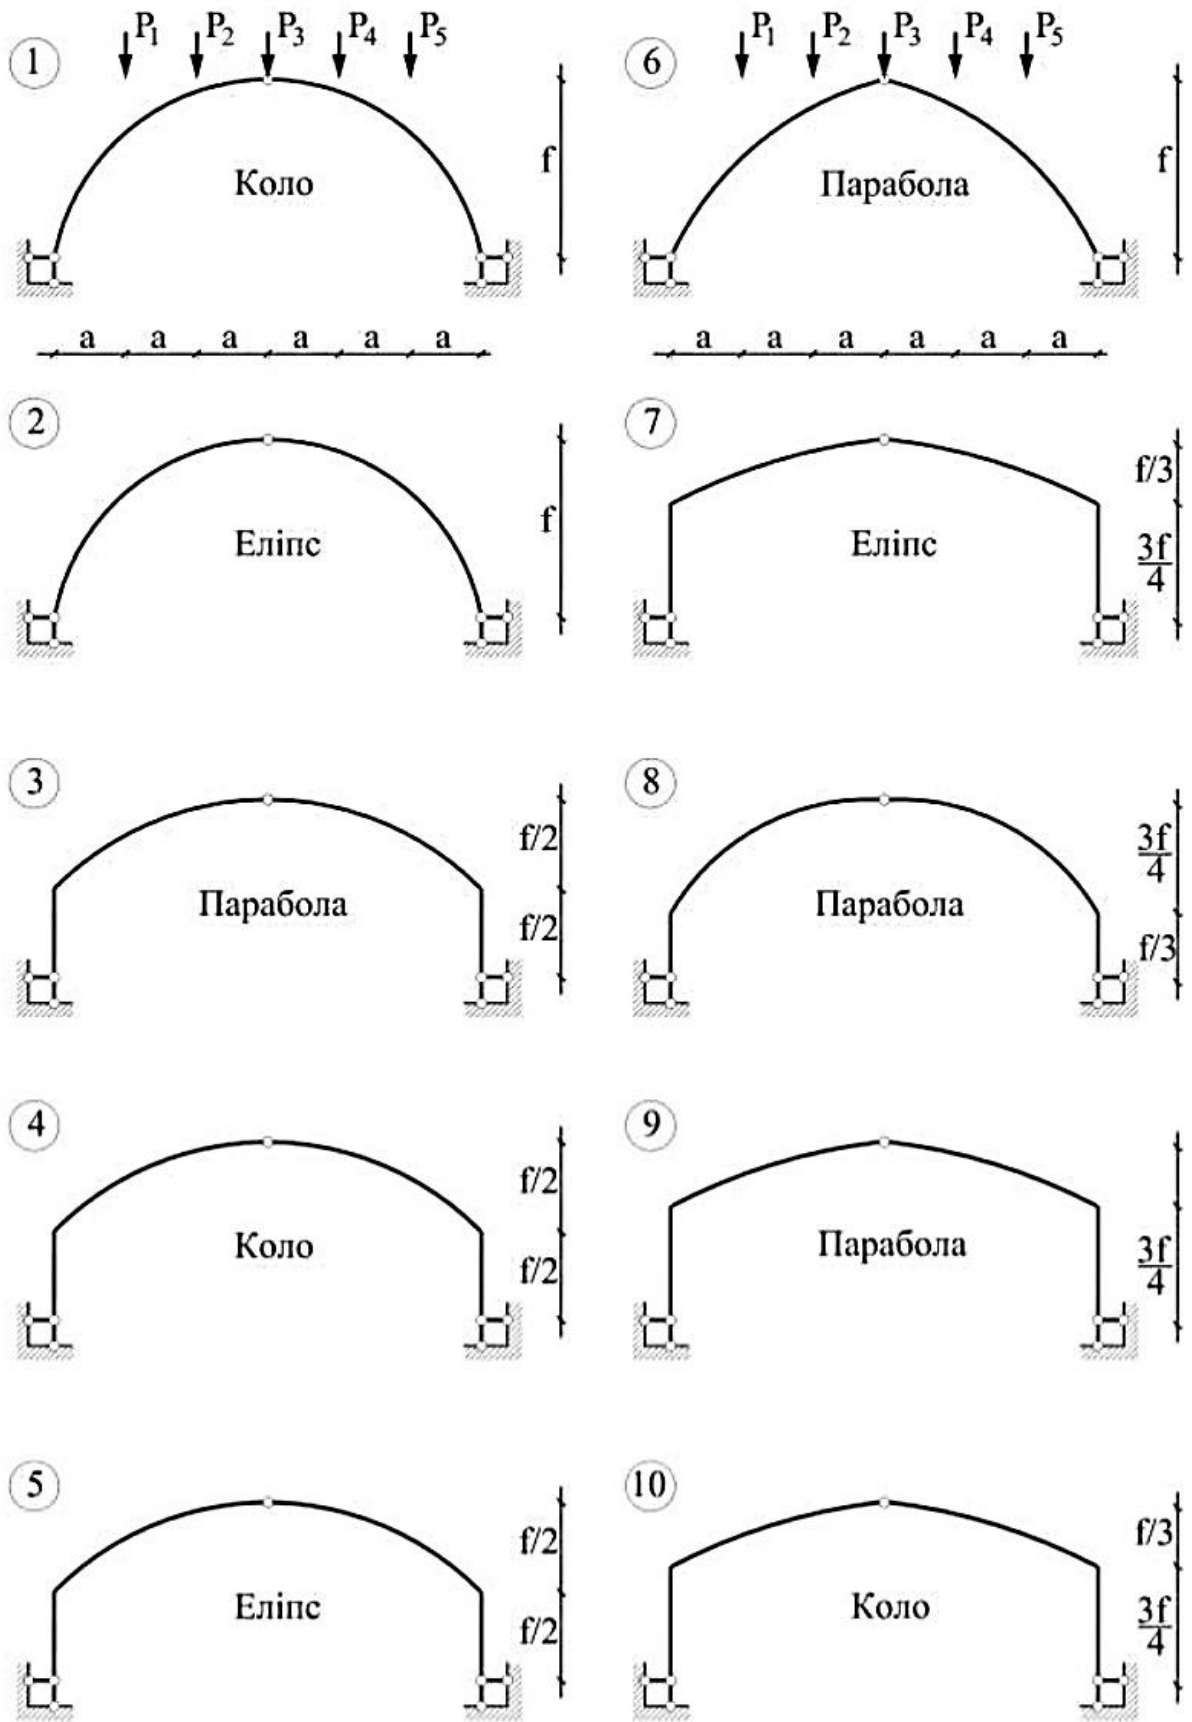 1
P1 P2 P3 P4 P5
Коло
f
a a a a a a
2
Еліпс
f
3
Парабола
f/2
f/2
4
Коло
f/2
f/2
5
Еліпс
f/2
f/2
6
P1 P2 P3 P4 P5
Парабола
f
a a a a a a
7
Еліпс
f/3
3f/4
8
Парабола
3f/4
f/3
9
Парабола
3f/4
10
Коло
f/3
3f/4